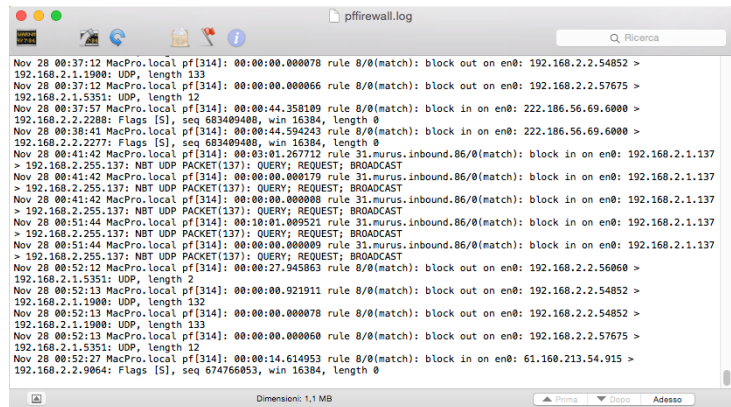 pffirewall.log
WARNI
AY 7:36
Ricerca
Nov 28 00:37:12 MacPro.local pf[314]: 00:00:00.000078 rule 8/0(match): block out on en0: 192.168.2.2.54852 >
192.168.2.1.1900: UDP, length 133
Nov 28 00:37:12 MacPro.local pf[314]: 00:00:00.000066 rule 8/0(match): block out on en0: 192.168.2.2.57675 >
192.168.2.1.5351: UDP, length 12
Nov 28 00:37:57 MacPro.local pf[314]: 00:00:44.358109 rule 8/0(match): block in on en0: 222.186.56.69.6000 >
192.168.2.2.2288: Flags [S], seq 683409408, win 16384, length 0
Nov 28 00:38:41 MacPro.local pf[314]: 00:00:44.594243 rule 8/0(match): block in on en0: 222.186.56.69.6000 >
192.168.2.2.2277: Flags [S], seq 683409408, win 16384, length 0
Nov 28 00:41:42 MacPro.local pf[314]: 00:03:01.267712 rule 31.murus.inbound.86/0(match): block in on en0: 192.168.2.1.137
> 192.168.2.255.137: NBT UDP PACKET(137): QUERY; REQUEST; BROADCAST
Nov 28 00:41:42 MacPro.local pf[314]: 00:00:00.000179 rule 31.murus.inbound.86/0(match): block in on en0: 192.168.2.1.137
> 192.168.2.255.137: NBT UDP PACKET(137): QUERY; REQUEST; BROADCAST
Nov 28 00:41:42 MacPro.local pf[314]: 00:00:00.000008 rule 31.murus.inbound.86/0(match): block in on en0: 192.168.2.1.137
> 192.168.2.255.137: NBT UDP PACKET(137): QUERY; REQUEST; BROADCAST
Nov 28 00:51:44 MacPro.local pf[314]: 00:10:01.009521 rule 31.murus.inbound.86/0(match): block in on en0: 192.168.2.1.137
> 192.168.2.255.137: NBT UDP PACKET(137): QUERY; REQUEST; BROADCAST
Nov 28 00:51:44 MacPro.local pf[314]: 00:00:00.000009 rule 31.murus.inbound.86/0(match): block in on en0: 192.168.2.1.137
> 192.168.2.255.137: NBT UDP PACKET(137): QUERY; REQUEST; BROADCAST
Nov 28 00:52:12 MacPro.local pf[314]: 00:00:27.945863 rule 8/0(match): block out on en0: 192.168.2.2.56060 >
192.168.2.1.5351: UDP, length 2
Nov 28 00:52:13 MacPro.local pf[314]: 00:00:00.921911 rule 8/0(match): block out on en0: 192.168.2.2.54852 >
192.168.2.1.1900: UDP, length 132
Nov 28 00:52:13 MacPro.local pf[314]: 00:00:00.000078 rule 8/0(match): block out on en0: 192.168.2.2.54852 >
192.168.2.1.1900: UDP, length 133
Nov 28 00:52:13 MacPro.local pf[314]: 00:00:00.000060 rule 8/0(match): block out on en0: 192.168.2.2.57675 >
192.168.2.1.5351: UDP, length 12
Nov 28 00:52:27 MacPro.local pf[314]: 00:00:14.614953 rule 8/0(match): block in on en0: 61.160.213.54.915 >
192.168.2.2.9064: Flags [S], seq 674766053, win 16384, length 0
Dimensioni: 1,1 MB
Prima
Dopo
Adesso